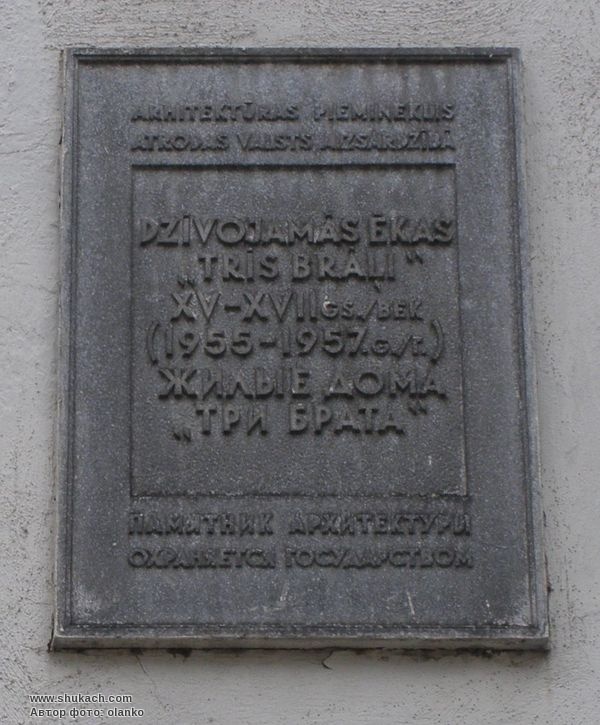 ARHITEKTŪRAS PIEMINEKLIS
ATRODAS VALSTS AIZSARDZĪBĀ
DZĪVOJAMĀS ĒKAS
„TRĪS BRĀĻI“
XV-XVII GS./ВЕК
(1955-1957.G./Г.)
ЖИЛЫЕ ДОМА
„ТРИ БРАТА“
ПАМЯТНИК АРХИТЕКТУРИ
ОХРАНЯЕТСЯ ГОСУДАРСТВОМ
www.shukach.com
Автор фото: olanko